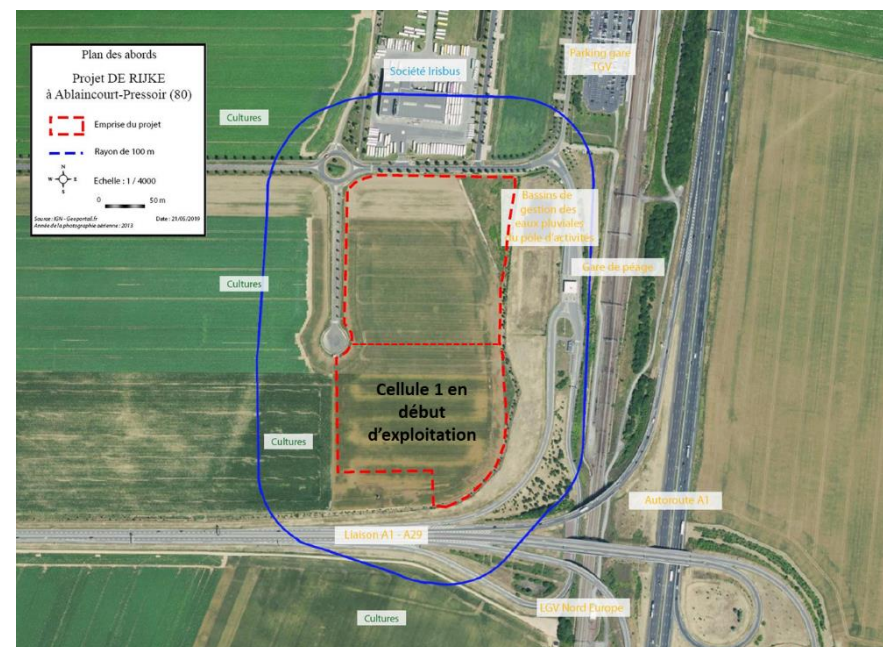 Plan des abords
Projet DE RIJKE
à Ablaincourt-Pressoir (80)
Emprise du projet
Rayon de 100 m
N
W
E
S
Echelle : 1 / 4000
0
50 m
Source : IGN - Geoportail.fr
Date : 21/05/2019
Année de la photographie aérienne : 2013
Société Irisbus
Parking gare
TGV
Cultures
Bassins de
gestion des
eaux pluviales
du pôle d'activités
Gare de péage
Cultures
Cellule 1 en
début
d'exploitation
Cultures
Autoroute A1
Liaison A1 - A29
LGV Nord Europe
Cultures